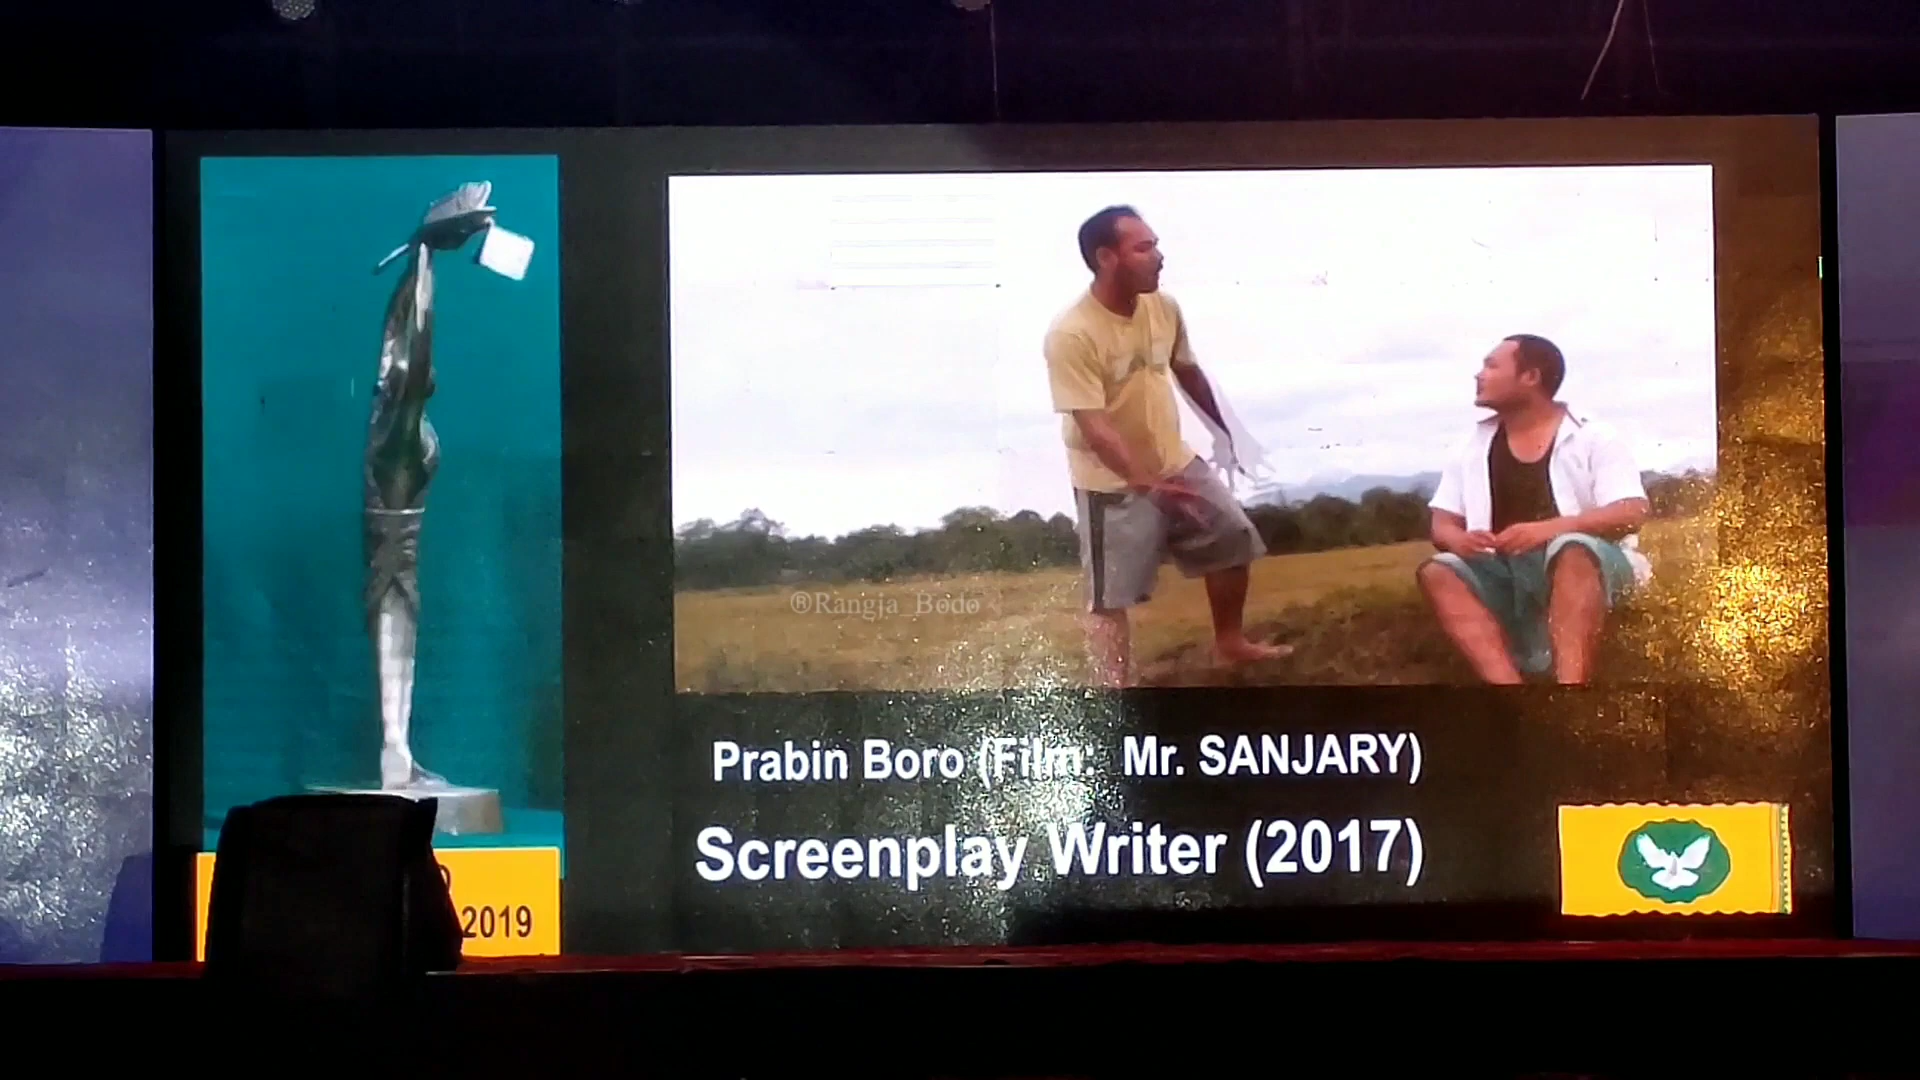 ®Rangja_Bodo
Prabin Boro (Film: Mr. SANJARY)
Screenplay Writer (2017)
2019